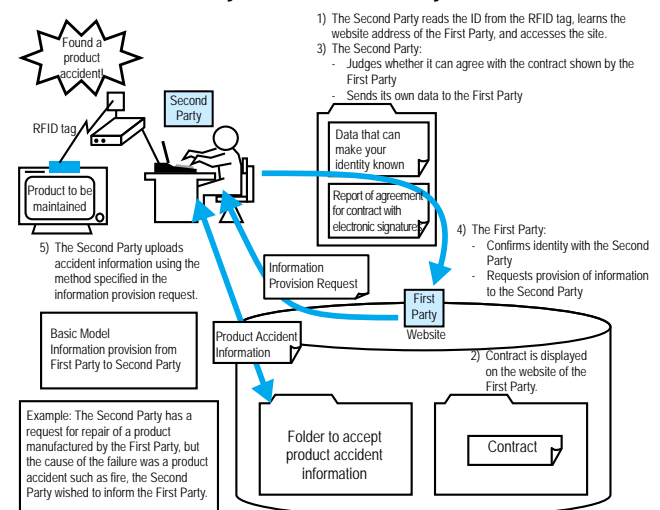 1) The Second Party reads the ID from the RFID tag, learns the
website address of the First Party, and accesses the site.
3) The Second Party:
- Judges whether it can agree with the contract shown by the
First Party
- Sends its own data to the First Party
Found a
product
accident!
Second
Party
RFID tag
Product to be
maintained
Data that can
make your
identity known
Report of agreement
for contract with
electronic signatures
4) The First Party:
- Confirms identity with the Second
Party
- Requests provision of information
to the Second Party
5) The Second Party uploads
accident information using the
method specified in the
information provision request.
Information
Provision Request
First
Party
Website
Basic Model
Information provision from
First Party to Second Party
Product Accident
Information
2) Contract is displayed
on the website of the
First Party.
Example: The Second Party has a
request for repair of a product
manufactured by the First Party, but
the cause of the failure was a product
accident such as fire, the Second
Party wished to inform the First Party.
Folder to accept
product accident
information
Contract